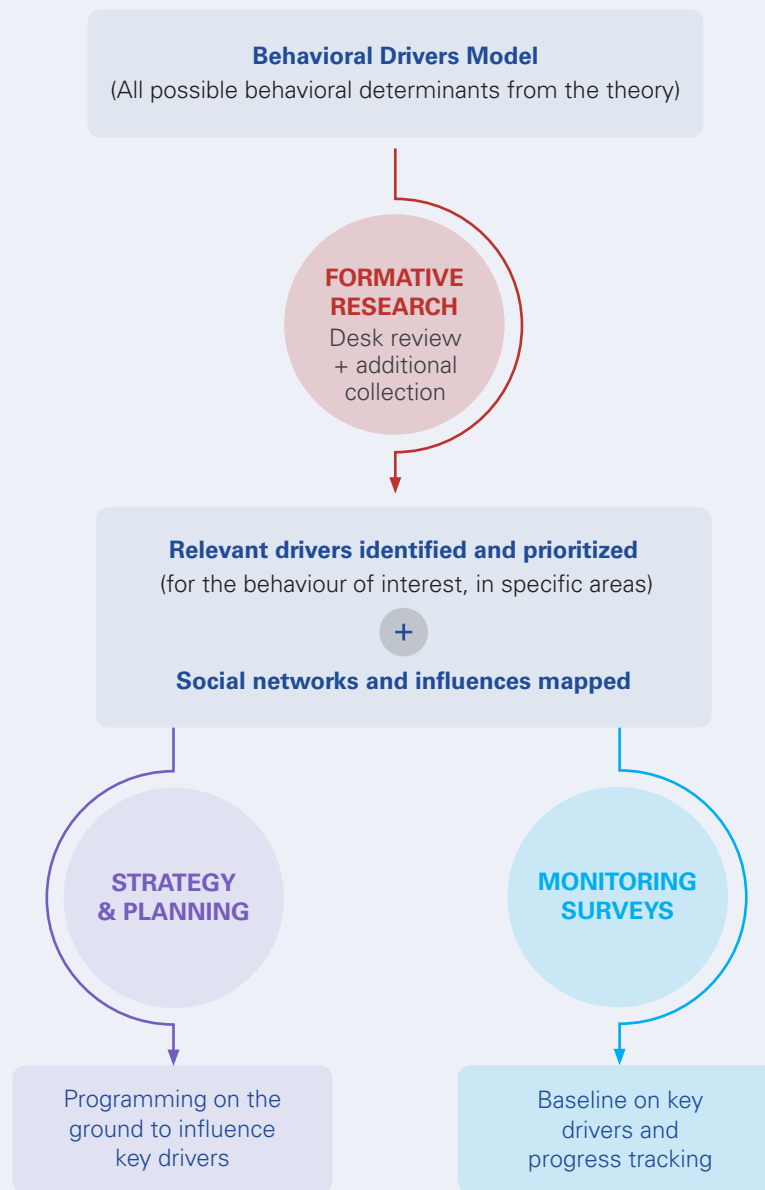 Behavioral Drivers Model
(All possible behavioral determinants from the theory)
FORMATIVE
RESEARCH
Desk review
+ additional
collection
Relevant drivers identified and prioritized
(for the behaviour of interest, in specific areas)
+
Social networks and influences mapped
STRATEGY
& PLANNING
MONITORING
SURVEYS
Programming on the
ground to influence
key drivers
Baseline on key
drivers and
progress tracking